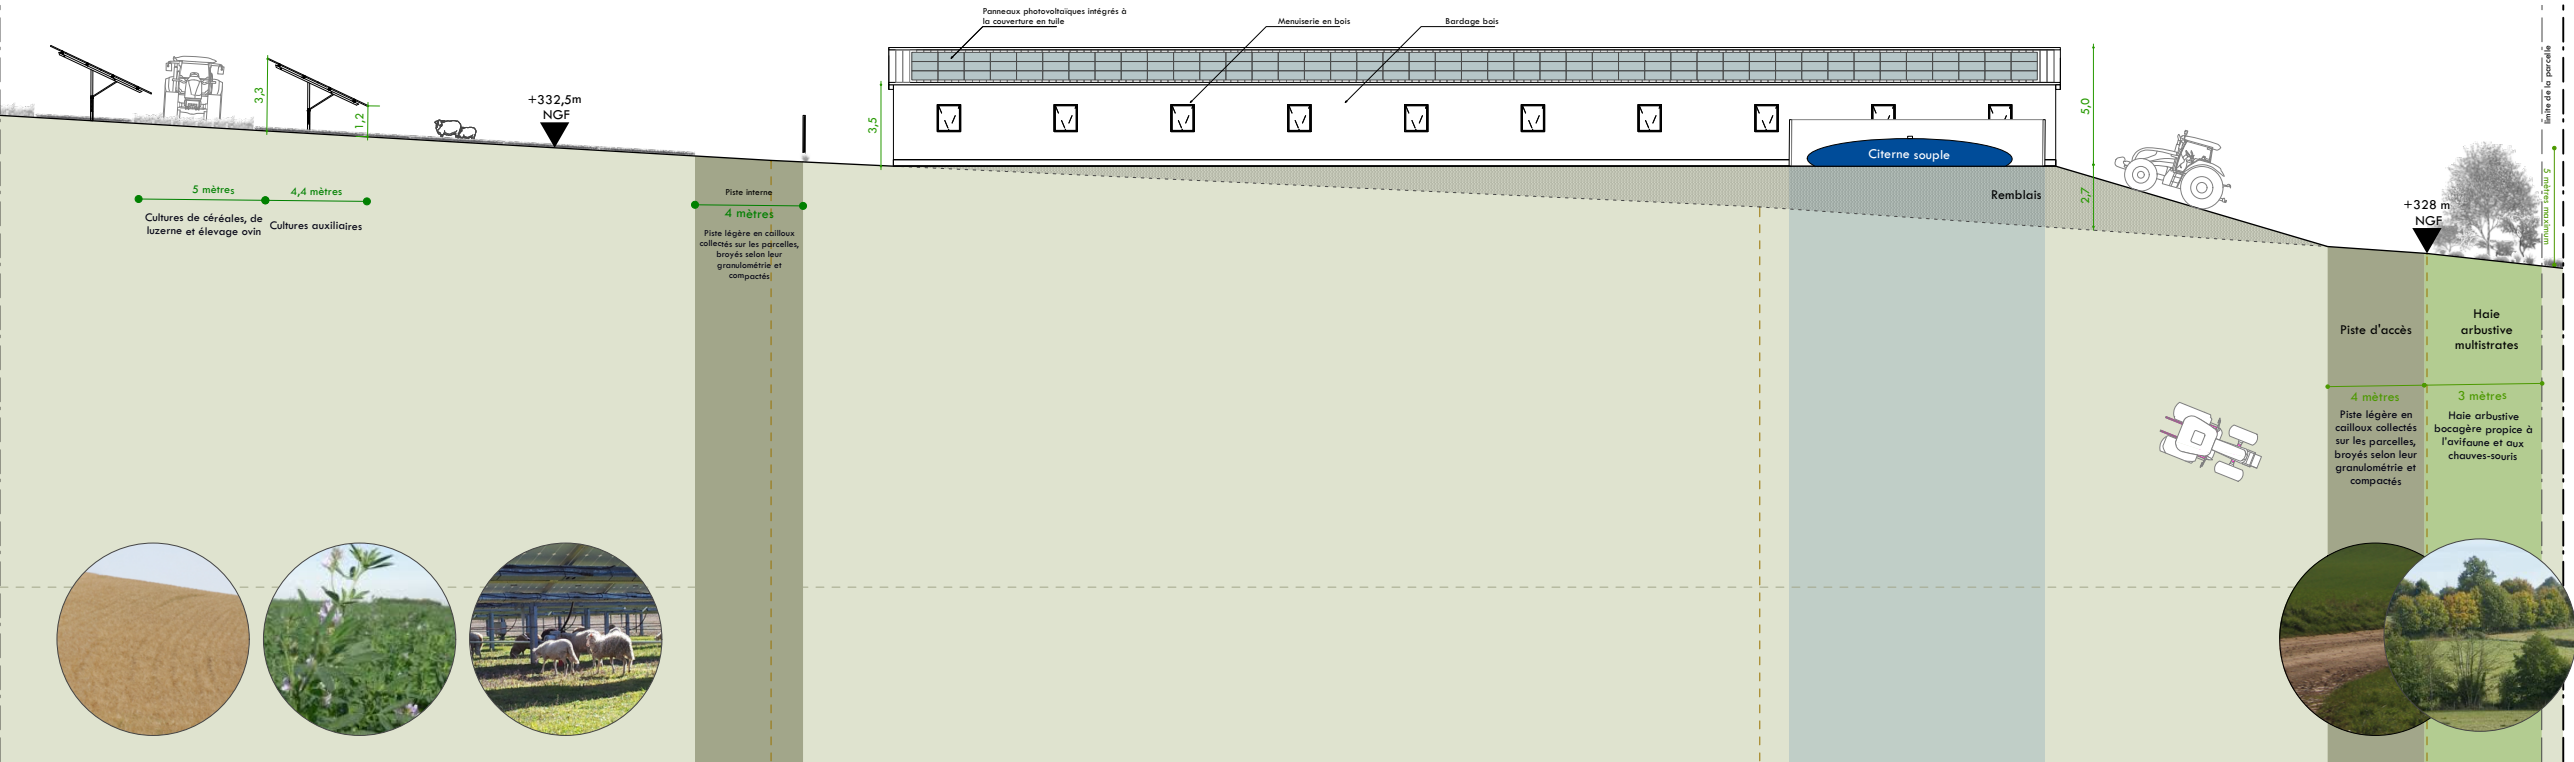 Panneaux photovoltaïques intégrés à
la couverture en tuile
Menuiserie en bois
Bardage bois
limite de la parcelle
3,3
1,2
+332,5m
NGF
3,5
5,0
Citerne souple
Remblais
2,7
+328 m
NGF
5 mètres maximum
5 mètres
4,4 mètres
Cultures de céréales, de
luzerne et élevage ovin
Cultures auxiliaires
Piste interne
4 mètres
Piste légère en cailloux
collectés sur les parcelles,
broyés selon leur
granulométrie et
compactés
Piste d'accès
Haie
arbustive
multistrates
4 mètres
3 mètres
Piste légère en
cailloux collectés
sur les parcelles,
broyés selon leur
granulométrie et
compactés
Haie arbustive
bocagère propice à
l'avifaune et aux
chauves-souris